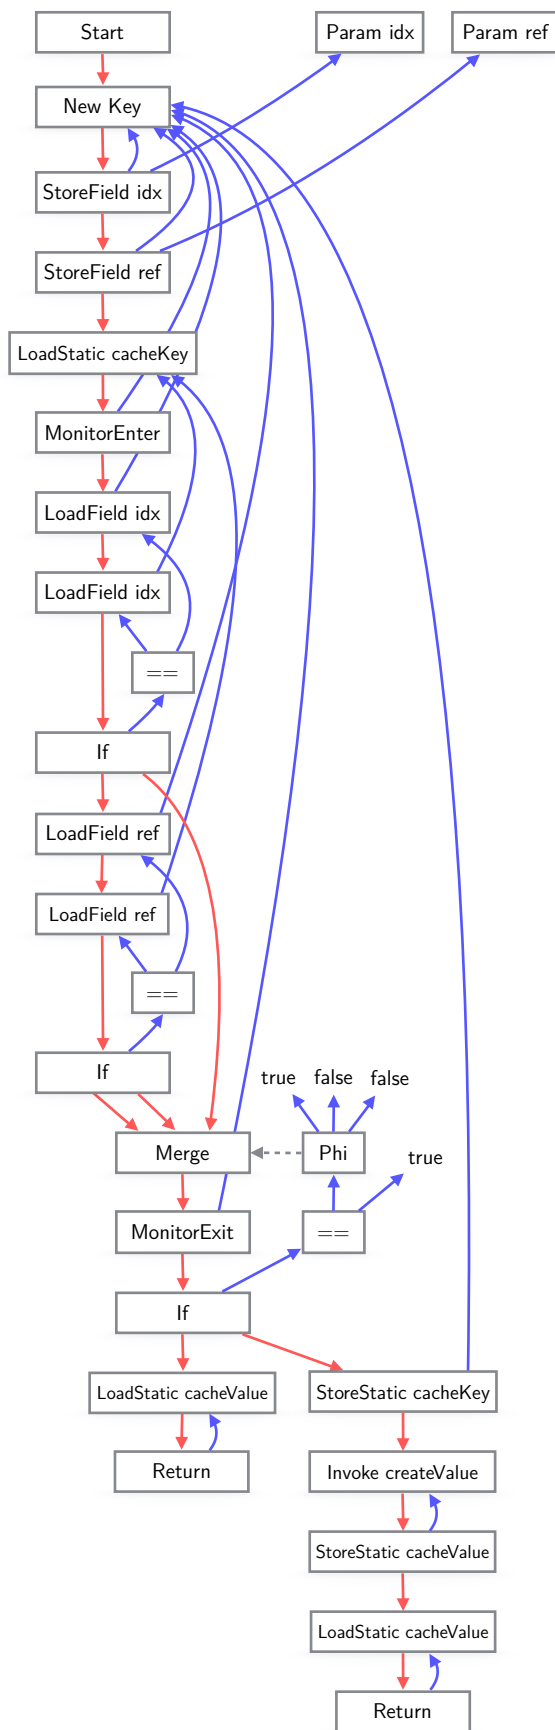 Start
Param idx
Param ref
New Key
StoreField idx
StoreField ref
LoadStatic cacheKey
MonitorEnter
LoadField idx
LoadField idx
==
If
LoadField ref
LoadField ref
==
If
true
false
false
Merge
Phi
true
MonitorExit
==
If
LoadStatic cacheValue
StoreStatic cacheKey
Return
Invoke createValue
StoreStatic cacheValue
LoadStatic cacheValue
Return